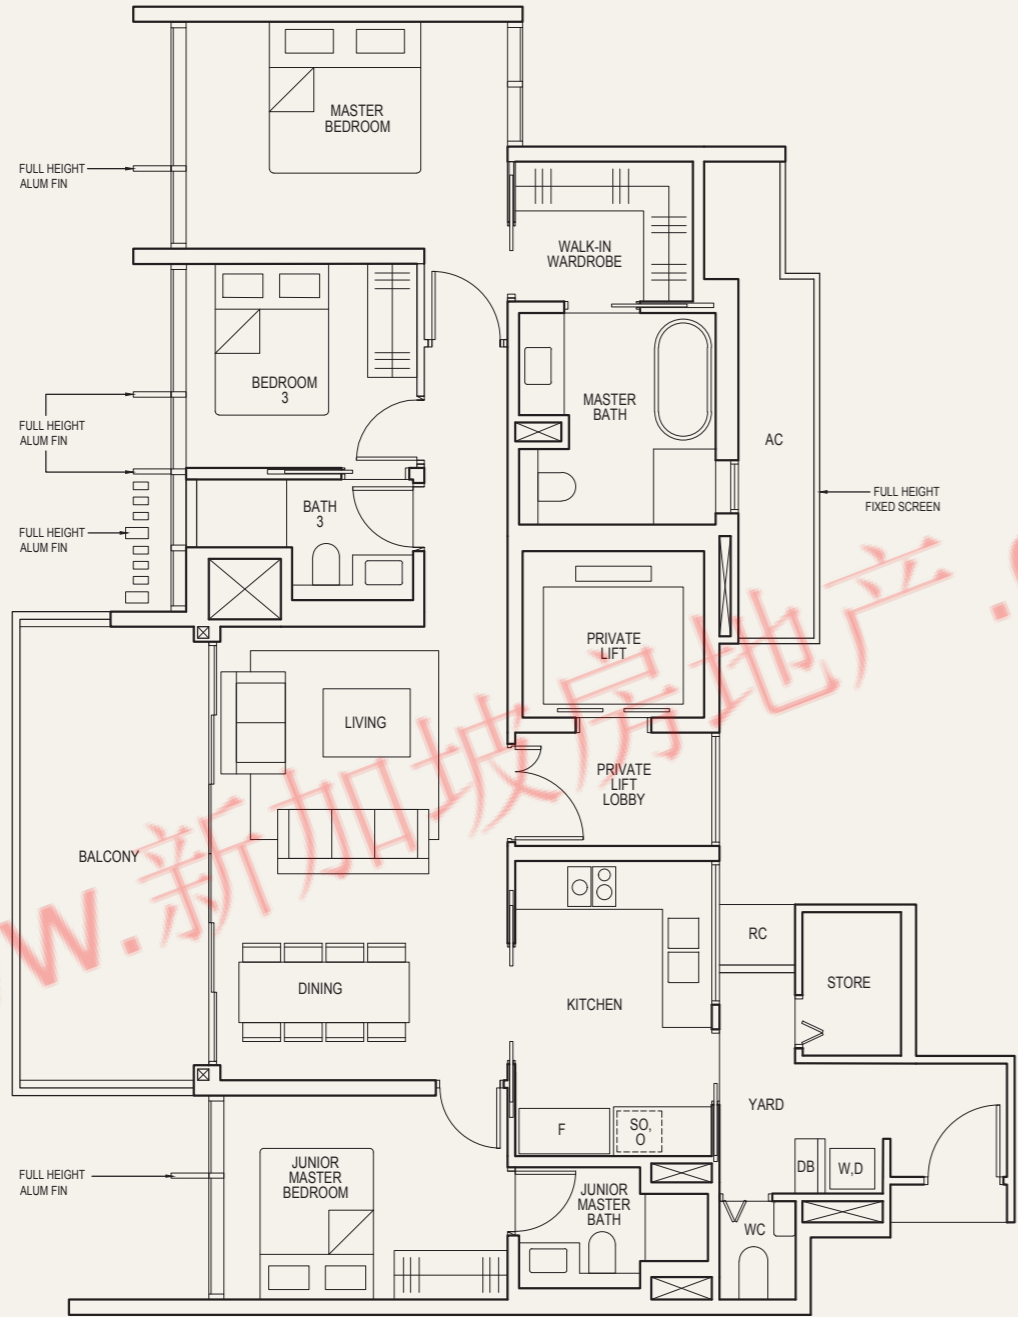 MASTER
BEDROOM
FULL HEIGHT
ALUM FIN
WALK-IN
WARDROBE
BEDROOM
3
MASTER
BATH
FULL HEIGHT
ALUM FIN
AC
FULL HEIGHT
FIXED SCREEN
BATH
3
FULL HEIGHT
ALUM FIN
PRIVATE
LIFT
LIVING
PRIVATE
LIFT
LOBBY
BALCONY
www.新加坡房地产.c
RC
STORE
DINING
KITCHEN
YARD
F
SO,
O
DB
W,D
JUNIOR
MASTER
BEDROOM
FULL HEIGHT
ALUM FIN
JUNIOR
MASTER
BATH
WC